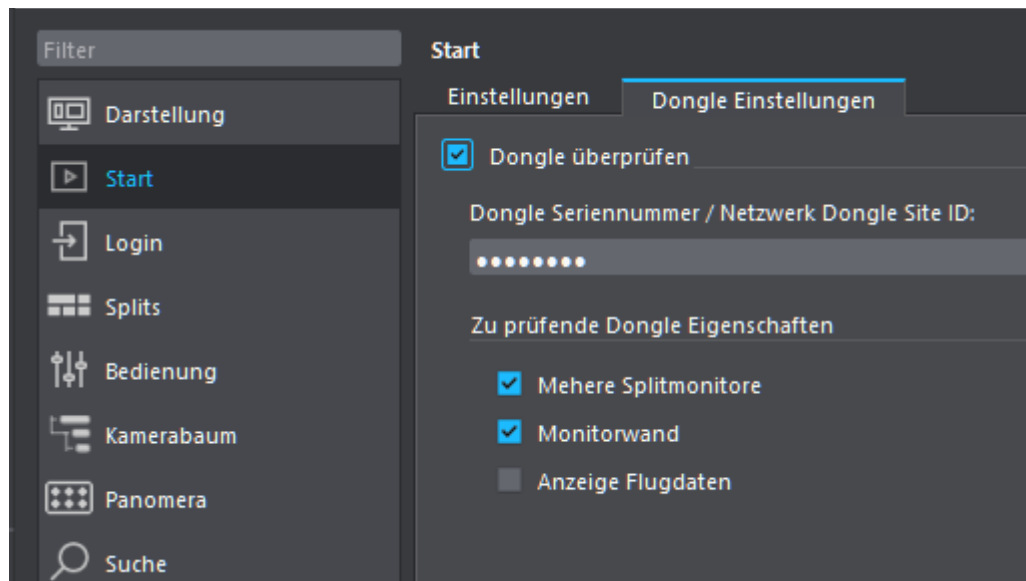 Filter
Darstellung
Start
Login
Splits
Bedienung
Kamerabaum
Panomera
Suche
Start
Einstellungen
Dongle Einstellungen
Dongle überprüfen
Dongle Seriennummer / Netzwerk Dongle Site ID:
••••••••
Zu prüfende Dongle Eigenschaften
Mehere Splitmonitore
Monitorwand
Anzeige Flugdaten